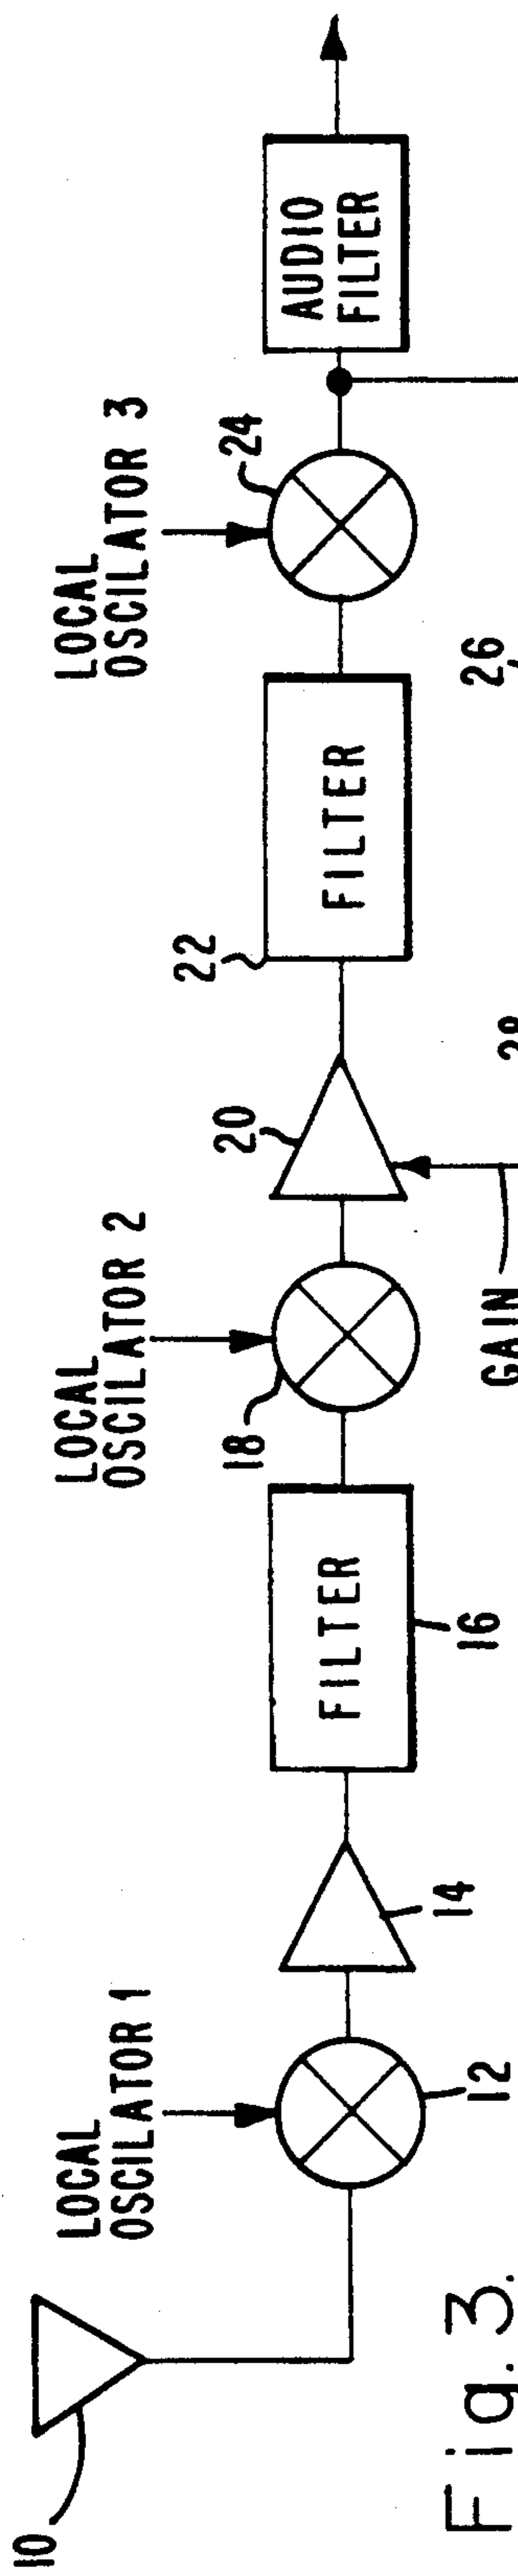 10
LOCAL
OSCILATOR 1
12
14
FILTER
16
LOCAL
OSCILATOR 2
18
20
GAIN
22
FILTER
LOCAL
OSCILATOR 3
24
26
AUDIO
FILTER
Fig. 3.